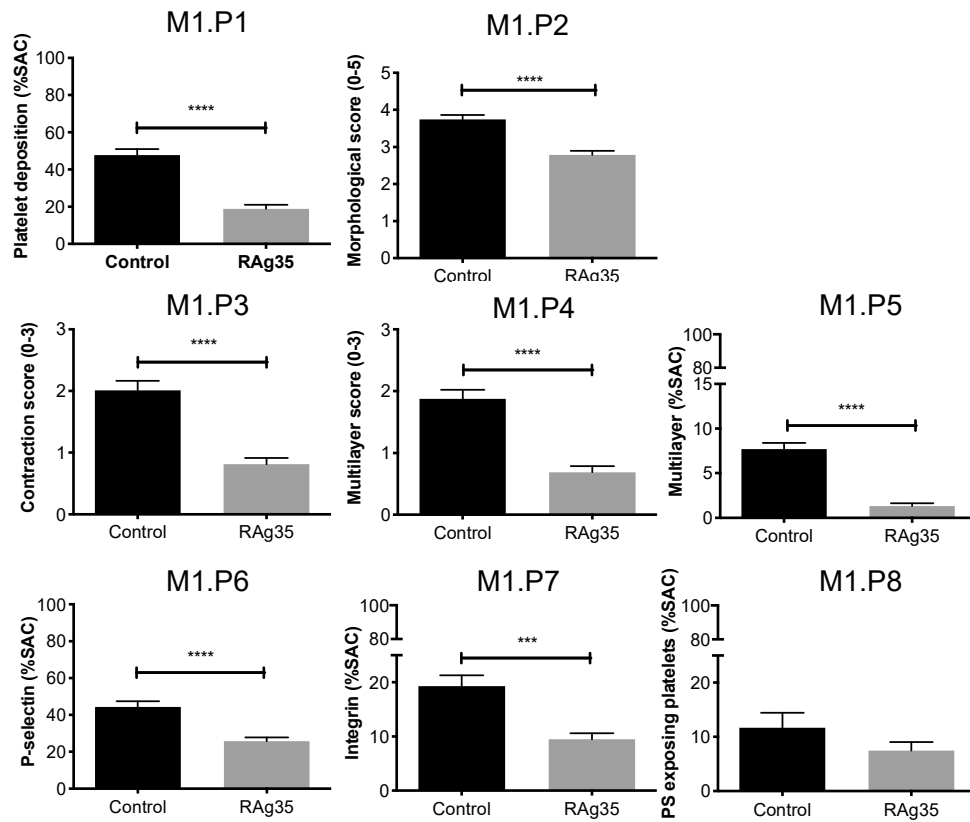 M1.P1
Platelet deposition (%SAC)
100
80
60
40
20
0
****
Control RAg35
M1.P2
Morphological score (0-5)
5
4
3
2
1
0
****
Control RAg35
M1.P3
Contraction score (0-3)
3
2
1
0
****
Control RAg35
M1.P4
Multilayer score (0-3)
3
2
1
0
****
Control RAg35
M1.P5
Multilayer (%SAC)
100
80
15
10
5
0
****
Control RAg35
M1.P6
P-selectin (%SAC)
100
80
60
40
20
0
****
Control RAg35
M1.P7
Integrin (%SAC)
100
80
20
10
0
***
Control RAg35
M1.P8
PS exposing platelets (%SAC)
100
80
20
10
0
Control RAg35